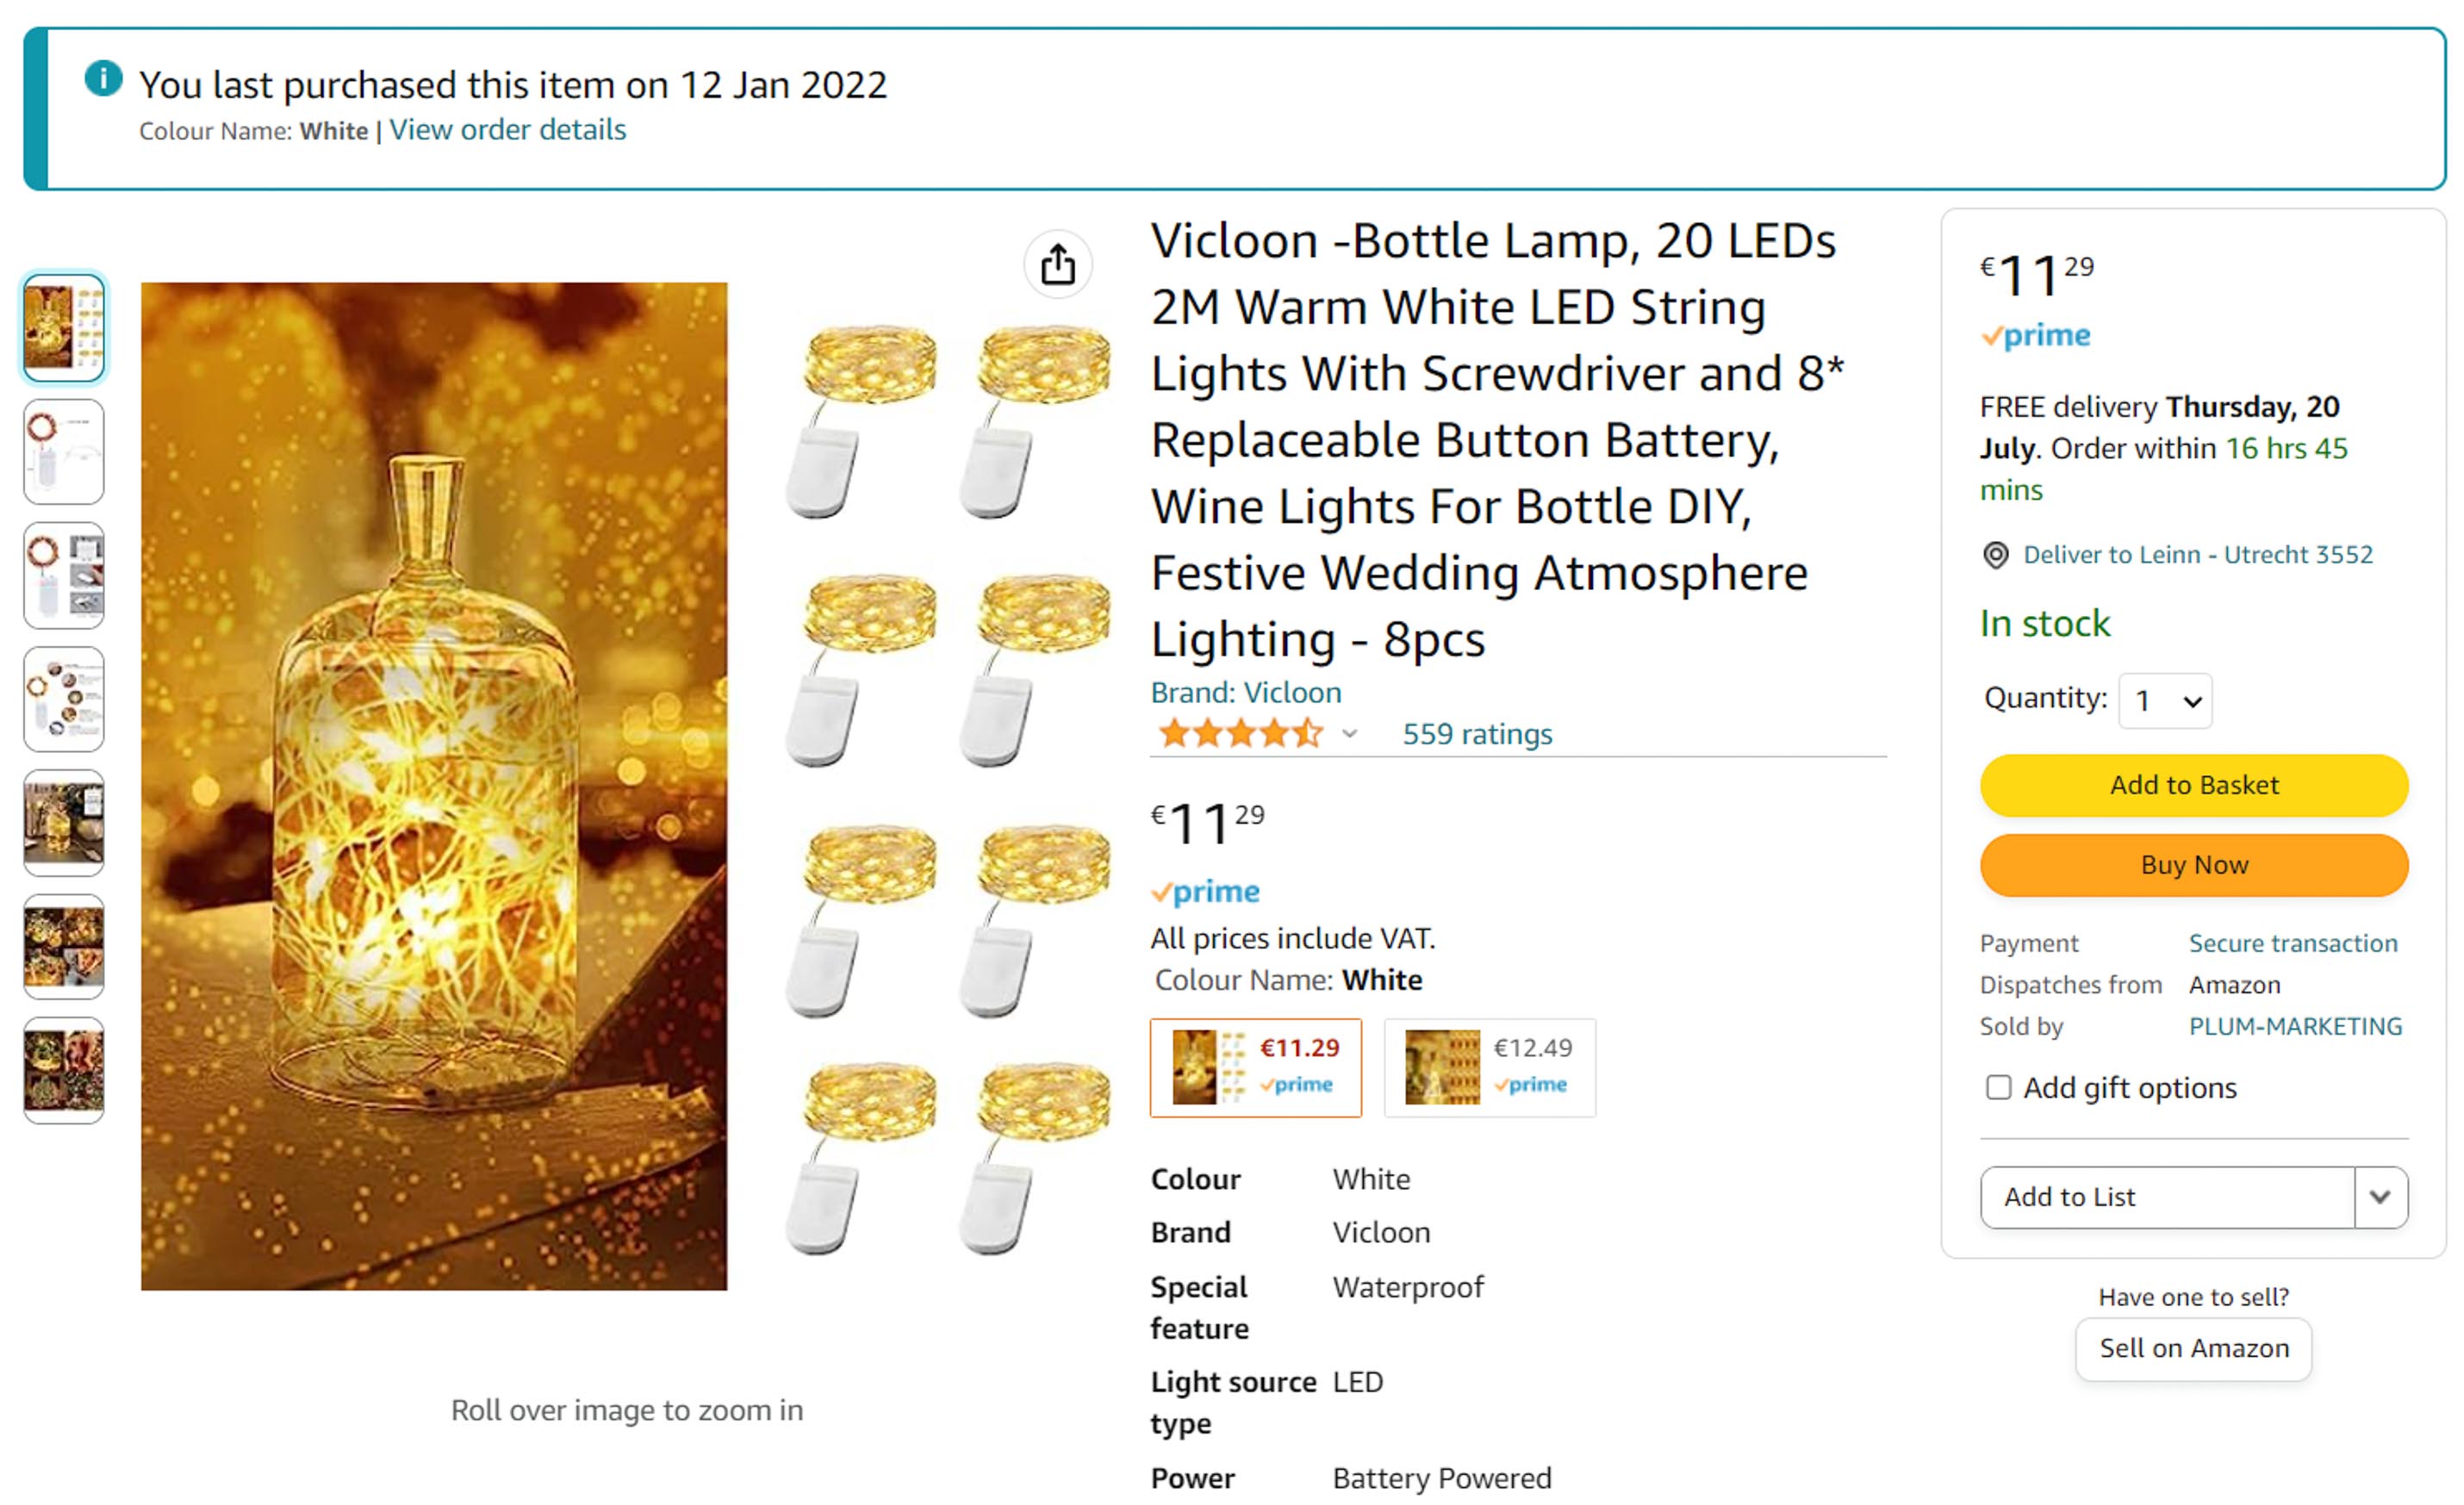 You last purchased this item on 12 Jan 2022
Colour Name: White | View order details
Vicloon -Bottle Lamp, 20 LEDs
2M Warm White LED String
Lights With Screwdriver and 8*
Replaceable Button Battery,
Wine Lights For Bottle DIY,
Festive Wedding Atmosphere
Lighting - 8pcs
Brand: Vicloon
559 ratings
€11 29
prime
All prices include VAT.
Colour Name: White
€11.29
prime
€12.49
prime
Colour White
Brand Vicloon
Special Waterproof
feature
Light source LED
type
Power Battery Powered
Roll over image to zoom in
€11 29
prime
FREE delivery Thursday, 20
July. Order within 16 hrs 45
mins
Deliver to Leinn - Utrecht 3552
In stock
Quantity: 1
Add to Basket
Buy Now
Payment Secure transaction
Dispatches from Amazon
Sold by PLUM-MARKETING
Add gift options
Add to List
Have one to sell?
Sell on Amazon